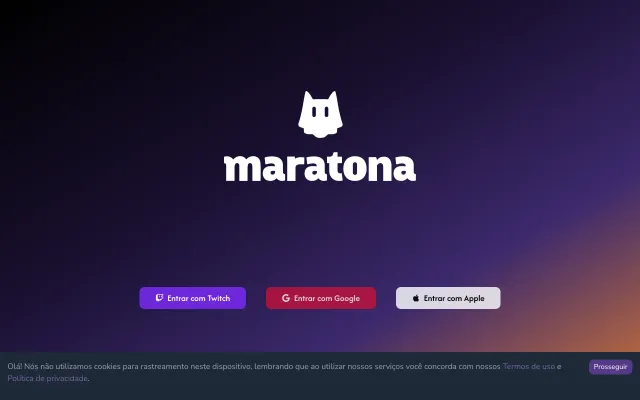 maratona
Entrar com Twitch
Entrar com Google
Entrar com Apple
Olá! Nós não utilizamos cookies para rastreamento neste dispositivo, lembrando que ao utilizar nossos serviços você concorda com nossos Termos de uso e
Política de privacidade.
Prosseguir